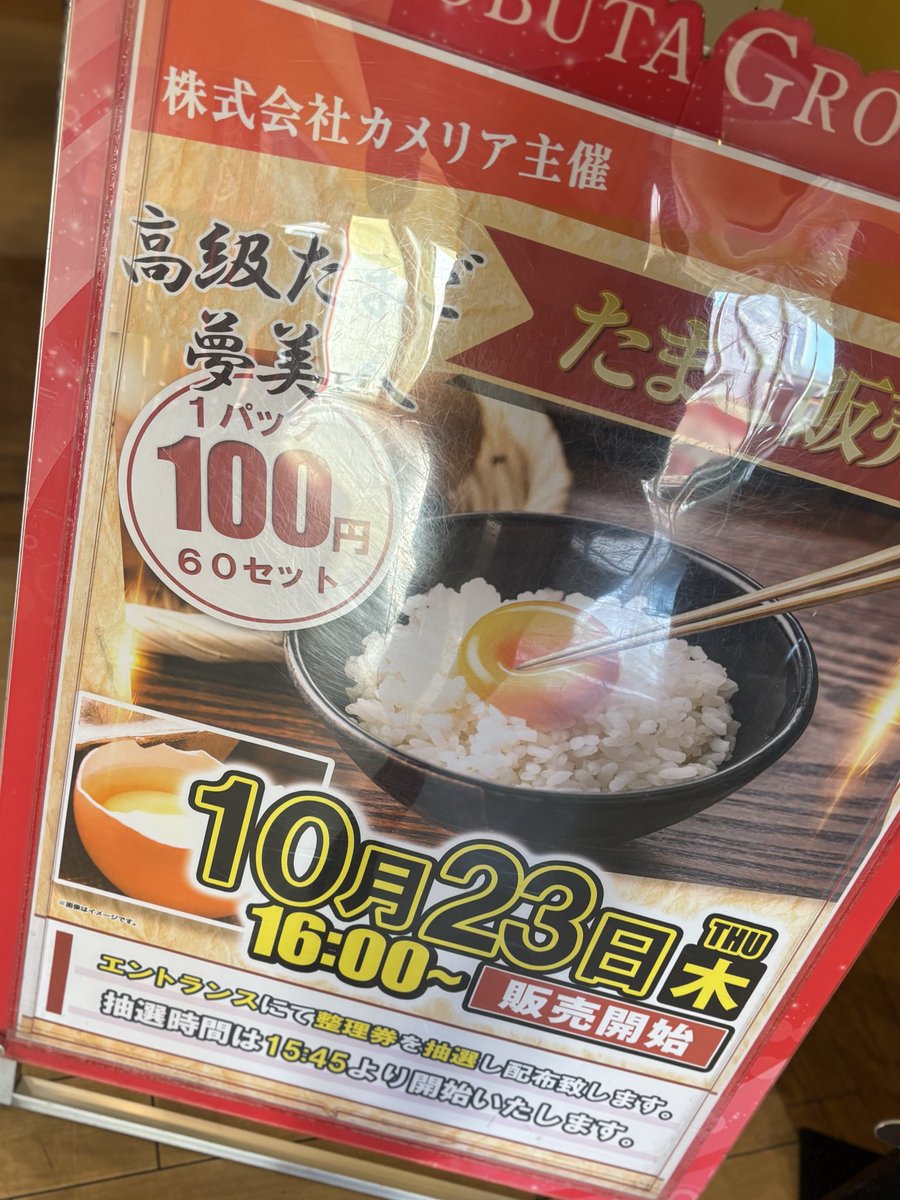 OBUTA GRO
株式会社カメリア主催
高級た
夢美
たま 販売
1パック
100円
60セット
※画像はイメージです。
10月23日 THU 木
16:00~
販売開始
エントランスにて整理券を抽選し配布致します。
抽選時間は15:45より開始いたします。